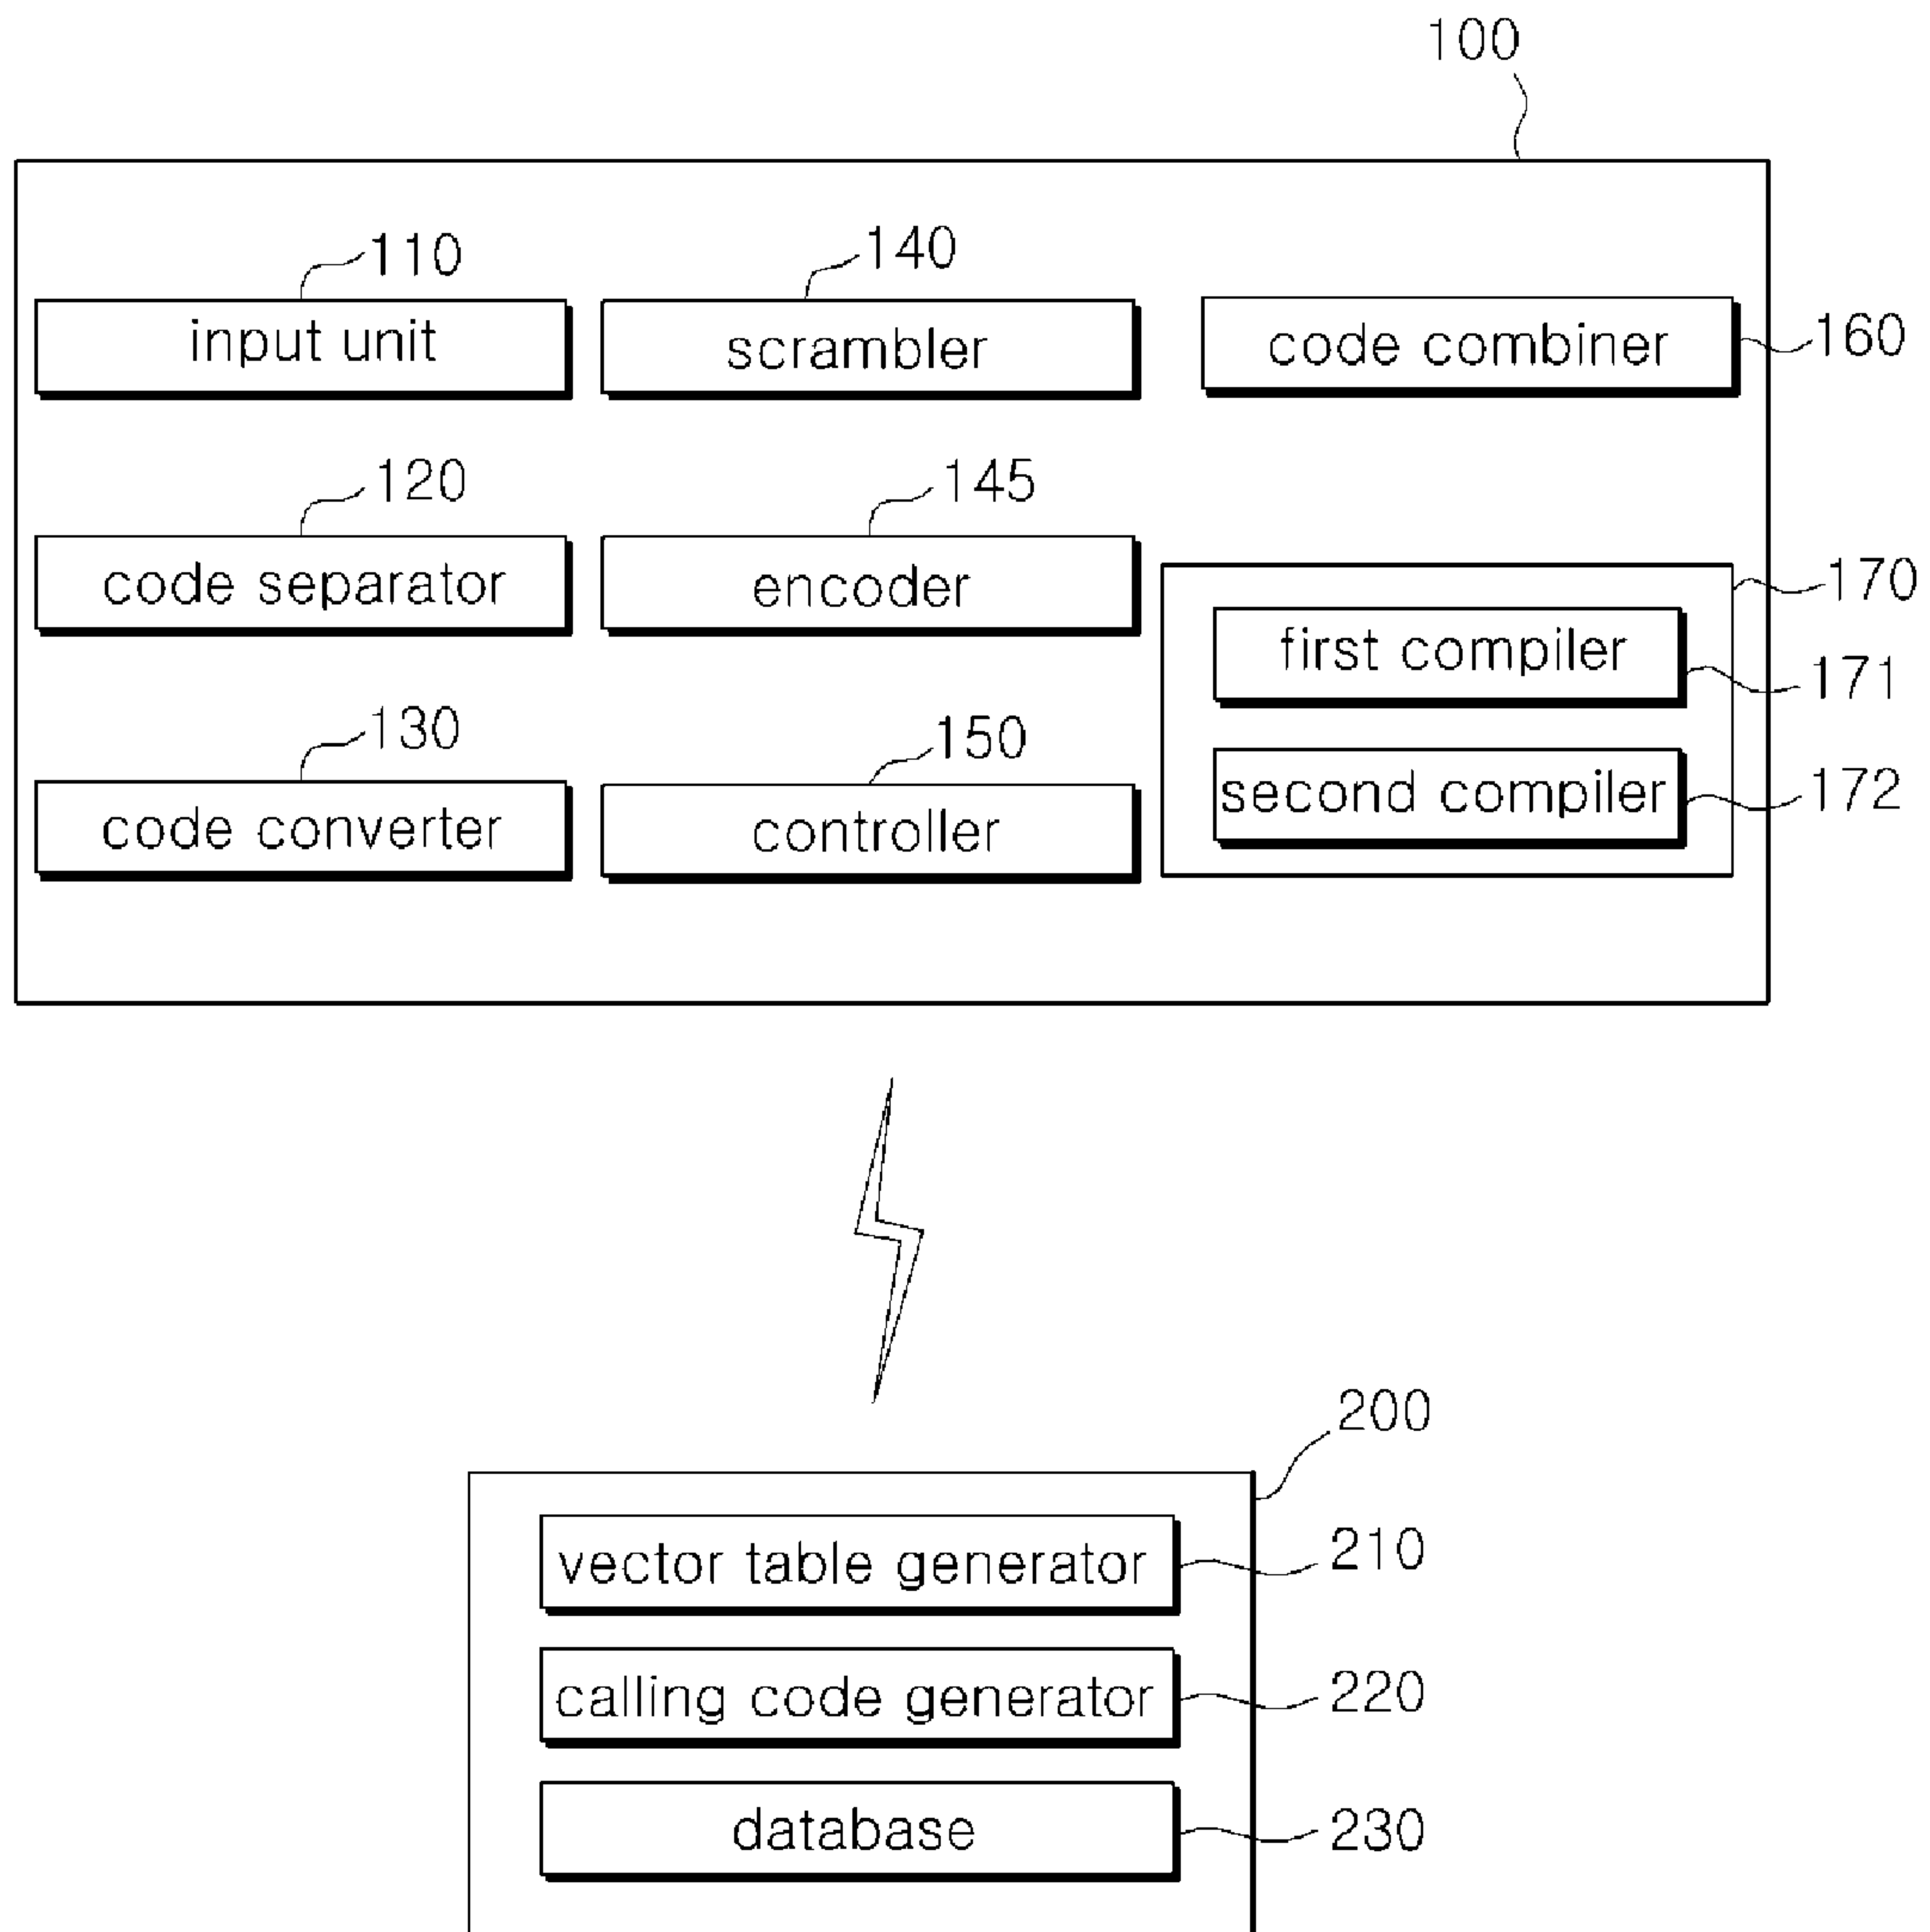 100
110
140
input unit
scrambler
code combiner
160
120
145
code separator
encoder
170
first compiler
171
130
150
code converter
controller
second compiler
172
200
vector table generator
210
calling code generator
220
database
230